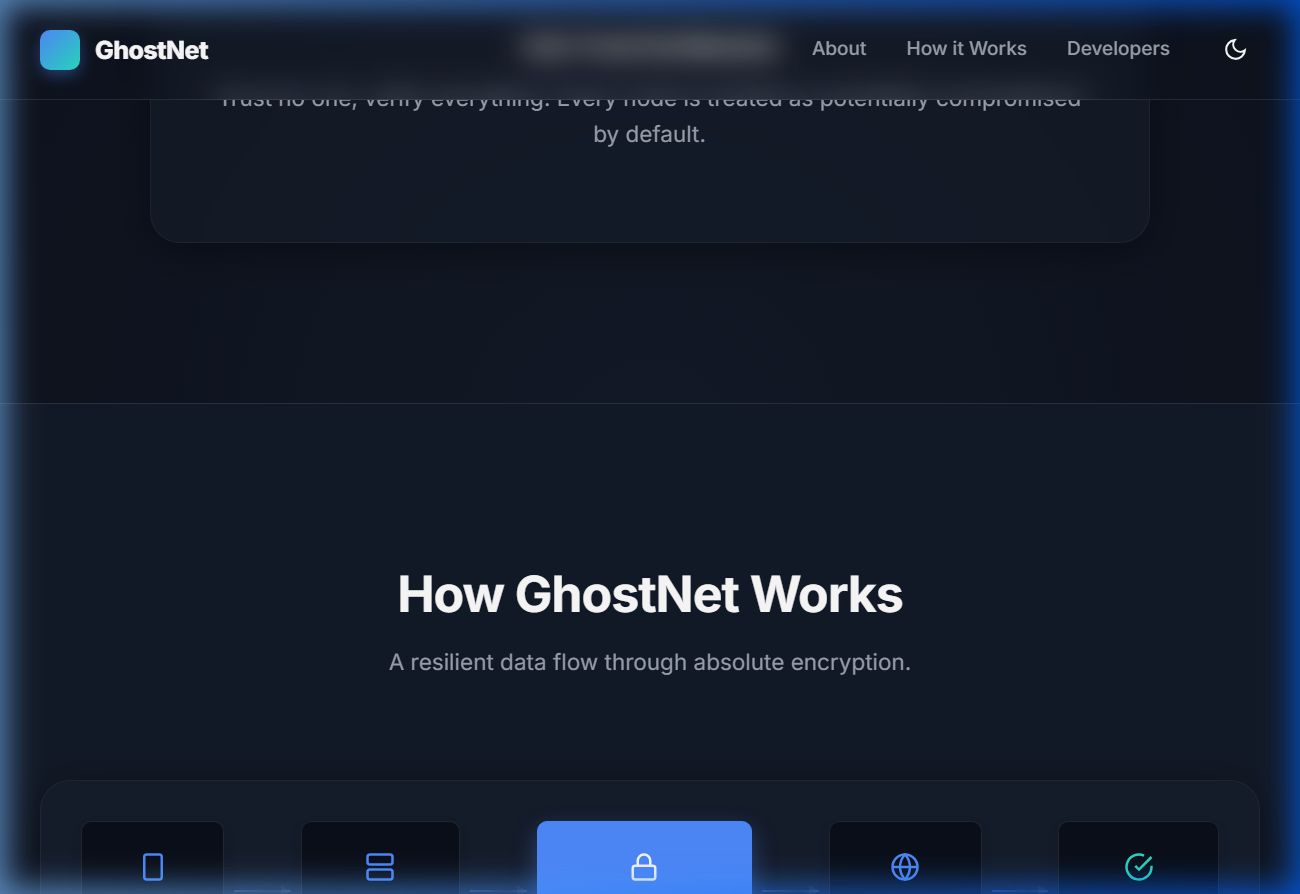 GhostNet
About
How it Works
Developers
Trust no one, verify everything. Every node is treated as potentially compromised
by default.
How GhostNet Works
A resilient data flow through absolute encryption.